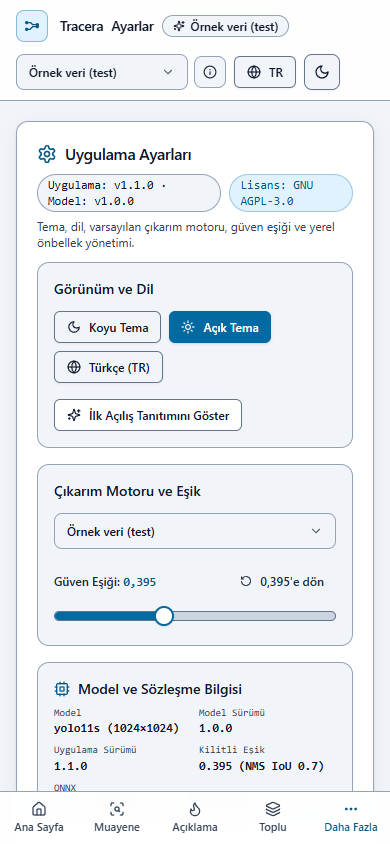 Tracera Ayarlar Örnek veri (test)
Örnek veri (test) TR
Uygulama Ayarları
Uygulama: v1.1.0 ·
Model: v1.0.0
Lisans: GNU
AGPL-3.0
Tema, dil, varsayılan çıkarım motoru, güven eşiği ve yerel
önbellek yönetimi.
Görünüm ve Dil
Koyu Tema Açık Tema
Türkçe (TR)
İlk Açılış Tanıtımını Göster
Çıkarım Motoru ve Eşik
Örnek veri (test)
Güven Eşiği: 0,395 0,395'e dön
Model ve Sözleşme Bilgisi
Model Model Sürümü
yolo11s (1024×1024) 1.0.0
Uygulama Sürümü Kilitli Eşik
1.1.0 0.395 (NMS IoU 0.7)
ONNX
Ana Sayfa Muayene Açıklama Toplu Daha Fazla